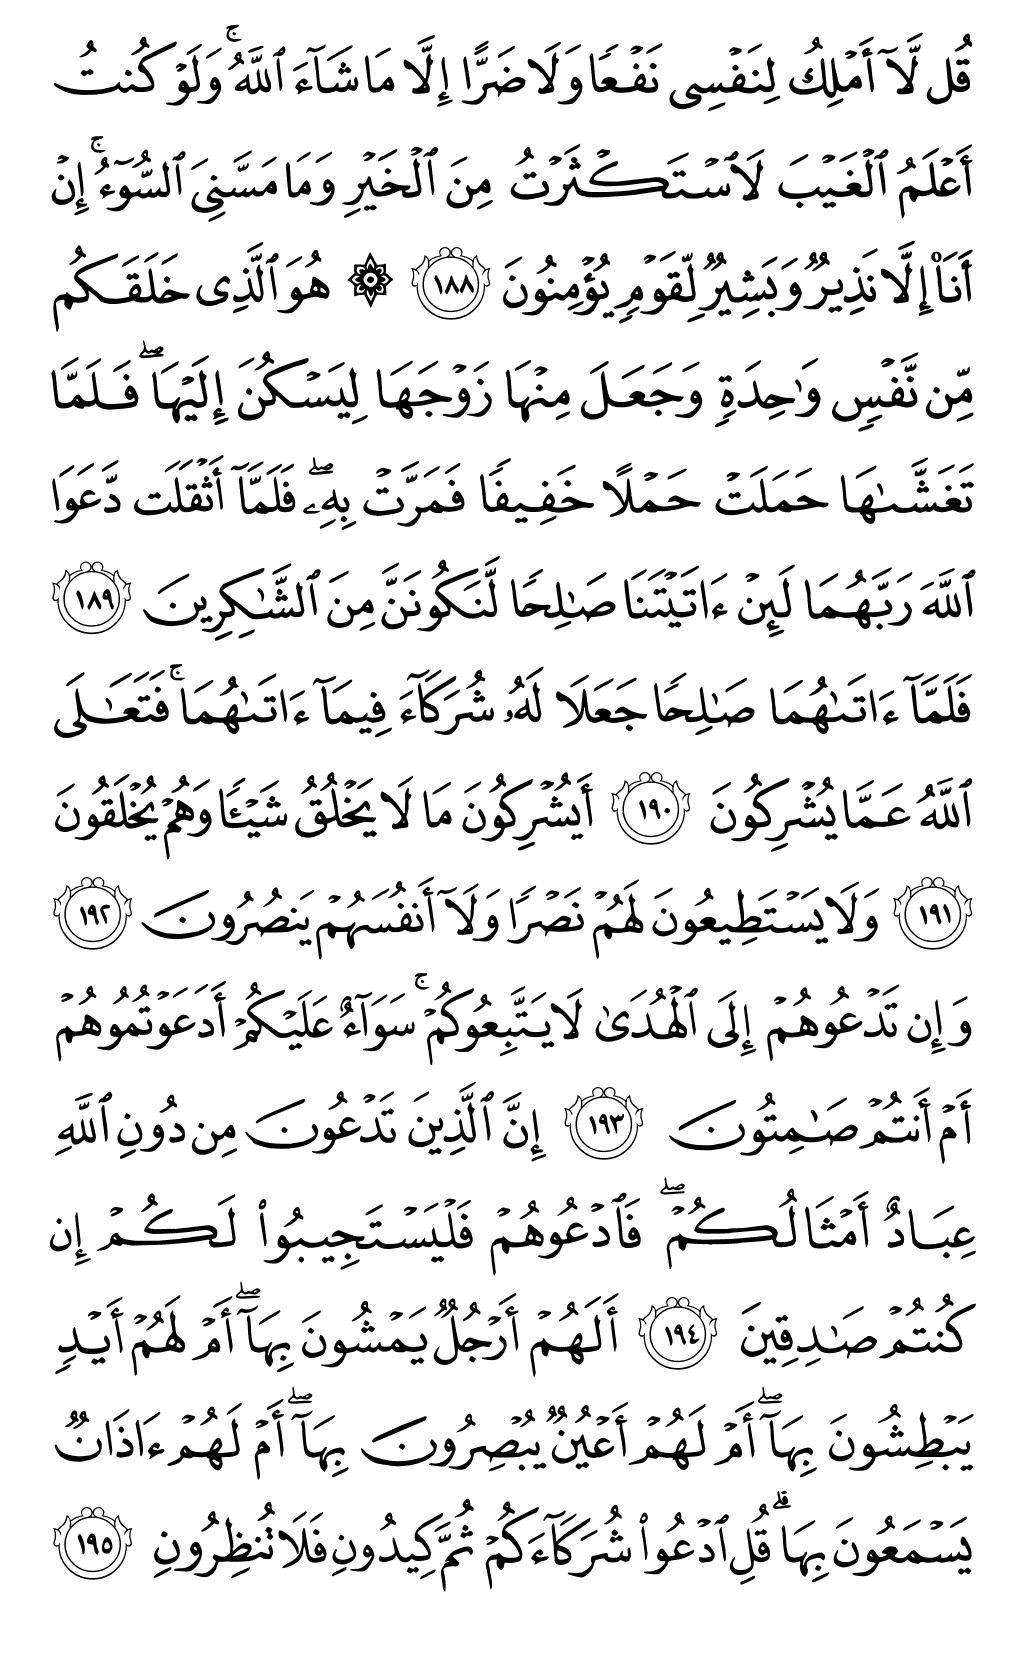 قُل لَّآ أَمْلِكُ لِنَفْسِى نَفْعًا وَلَا ضَرًّا إِلَّا مَا شَآءَ ٱللَّهُ ۚ وَلَوْ كُنتُ
أَعْلَمُ ٱلْغَيْبَ لَٱسْتَكْثَرْتُ مِنَ ٱلْخَيْرِ وَمَا مَسَّنِىَ ٱلسُّوٓءُ ۚ إِنْ
أَنَا۠ إِلَّا نَذِيرٌ وَبَشِيرٌ لِّقَوْمٍ يُؤْمِنُونَ ١٨٨ ۞ هُوَ ٱلَّذِى خَلَقَكُم
مِّن نَّفْسٍ وَٰحِدَةٍ وَجَعَلَ مِنْهَا زَوْجَهَا لِيَسْكُنَ إِلَيْهَا ۖ فَلَمَّا
تَغَشَّىٰهَا حَمَلَتْ حَمْلًا خَفِيفًا فَمَرَّتْ بِهِۦ ۖ فَلَمَّآ أَثْقَلَت دَّعَوَا
ٱللَّهَ رَبَّهُمَا لَئِنْ ءَاتَيْتَنَا صَٰلِحًا لَّنَكُونَنَّ مِنَ ٱلشَّٰكِرِينَ ١٨٩
فَلَمَّآ ءَاتَىٰهُمَا صَٰلِحًا جَعَلَا لَهُۥ شُرَكَآءَ فِيمَآ ءَاتَىٰهُمَا ۚ فَتَعَٰلَى
ٱللَّهُ عَمَّا يُشْرِكُونَ ١٩٠ أَيُشْرِكُونَ مَا لَا يَخْلُقُ شَيْـًٔا وَهُمْ يُخْلَقُونَ
١٩١ وَلَا يَسْتَطِيعُونَ لَهُمْ نَصْرًا وَلَآ أَنفُسَهُمْ يَنصُرُونَ ١٩٢
وَإِن تَدْعُوهُمْ إِلَى ٱلْهُدَىٰ لَا يَتَّبِعُوكُمْ ۚ سَوَآءٌ عَلَيْكُمْ أَدَعَوْتُمُوهُمْ
أَمْ أَنتُمْ صَٰمِتُونَ ١٩٣ إِنَّ ٱلَّذِينَ تَدْعُونَ مِن دُونِ ٱللَّهِ
عِبَادٌ أَمْثَالُكُمْ ۖ فَٱدْعُوهُمْ فَلْيَسْتَجِيبُوا۟ لَكُمْ إِن
كُنتُمْ صَٰدِقِينَ ١٩٤ أَلَهُمْ أَرْجُلٌ يَمْشُونَ بِهَآ ۖ أَمْ لَهُمْ أَيْدٍ
يَبْطِشُونَ بِهَآ ۖ أَمْ لَهُمْ أَعْيُنٌ يُبْصِرُونَ بِهَآ ۖ أَمْ لَهُمْ ءَاذَانٌ
يَسْمَعُونَ بِهَا ۗ قُلِ ٱدْعُوا۟ شُرَكَآءَكُمْ ثُمَّ كِيدُونِ فَلَا تُنظِرُونِ ١٩٥